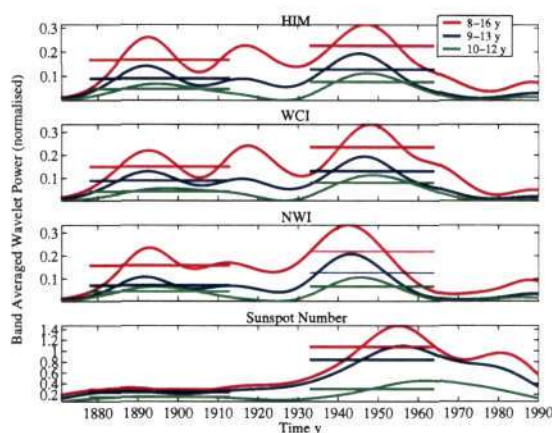 HIM
8-16 y
9-13 y
10-12 y
0.3
0.2
0.1
WCI
0.3
0.2
0.1
NWI
0.3
0.2
0.1
Sunspot Number
1.4
1.2
1
0.8
0.6
0.4
0.2
1880 1890 1900 1910 1920 1930 1940 1950 1960 1970 1980 1990
Time y
Band Averaged Wavelet Power (normalised)